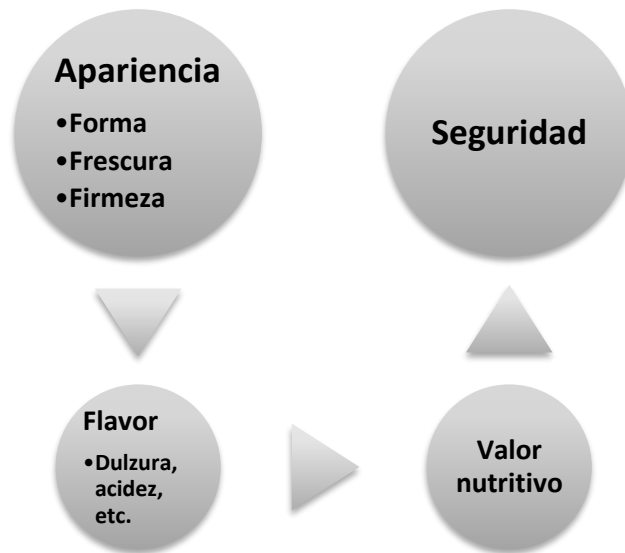 Apariencia
•Forma
•Frescura
•Firmeza
Flavor
•Dulzura,
acidez,
etc.
Valor
nutritivo
Seguridad